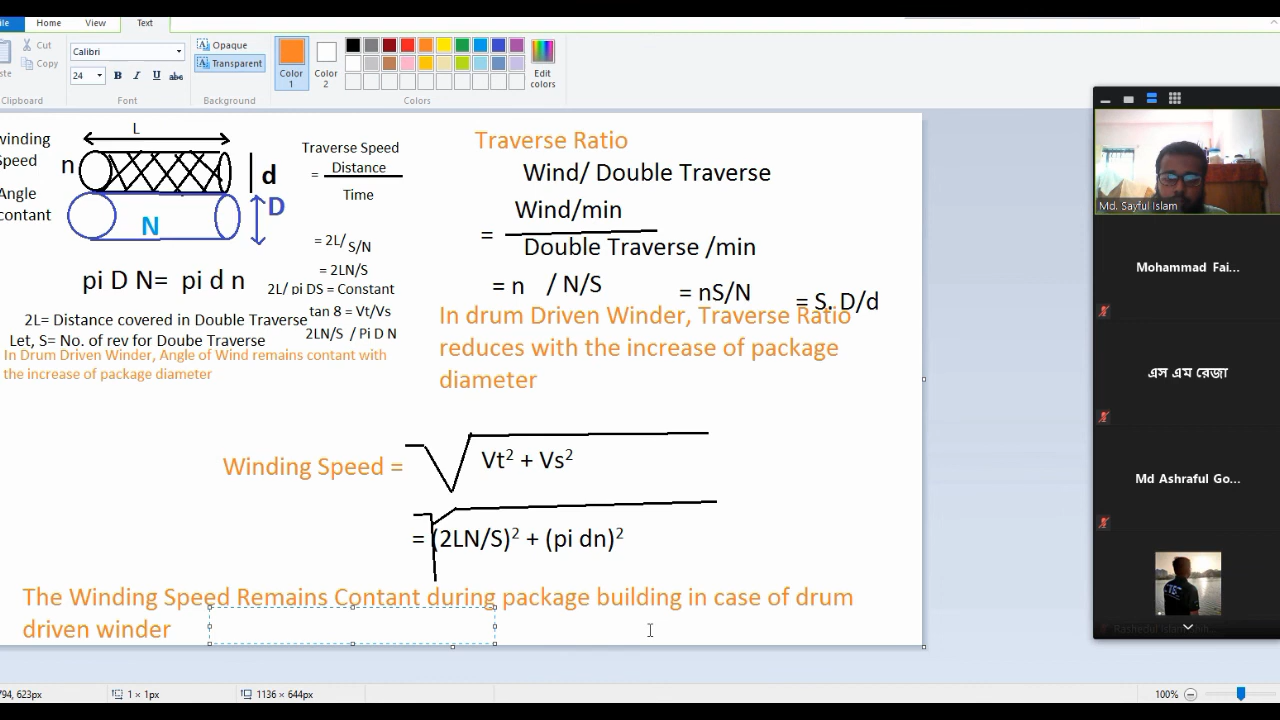 ile
Home
View
Text
Cut
Copy
ste
Clipboard
Calibri
24
B
I
U
abc
Font
Opaque
Transparent
Background
Color 1
Color 2
Edit colors
Colors
winding
Speed
Angle
contant
L
n
d
D
N
pi D N= pi d n
2L= Distance covered in Double Traverse
Let, S= No. of rev for Doube Traverse
In Drum Driven Winder, Angle of Wind remains contant with
the increase of package diameter
Traverse Speed
= Distance
Time
= 2L/ S/N
= 2LN/S
2L/ pi DS = Constant
tan 8 = Vt/Vs
2LN/S / Pi D N
Traverse Ratio
Wind/ Double Traverse
Wind/min
=
Double Traverse /min
= n / N/S
= nS/N
= S. D/d
In drum Driven Winder, Traverse Ratio
reduces with the increase of package
diameter
Winding Speed =
Vt² + Vs²
= (2LN/S)² + (pi dn)²
The Winding Speed Remains Contant during package building in case of drum
driven winder
Md. Sayful Islam
Mohammad Fai...
এস এম রেজা
Md Ashraful Go...
794, 623px
1 × 1px
1136 × 644px
100%